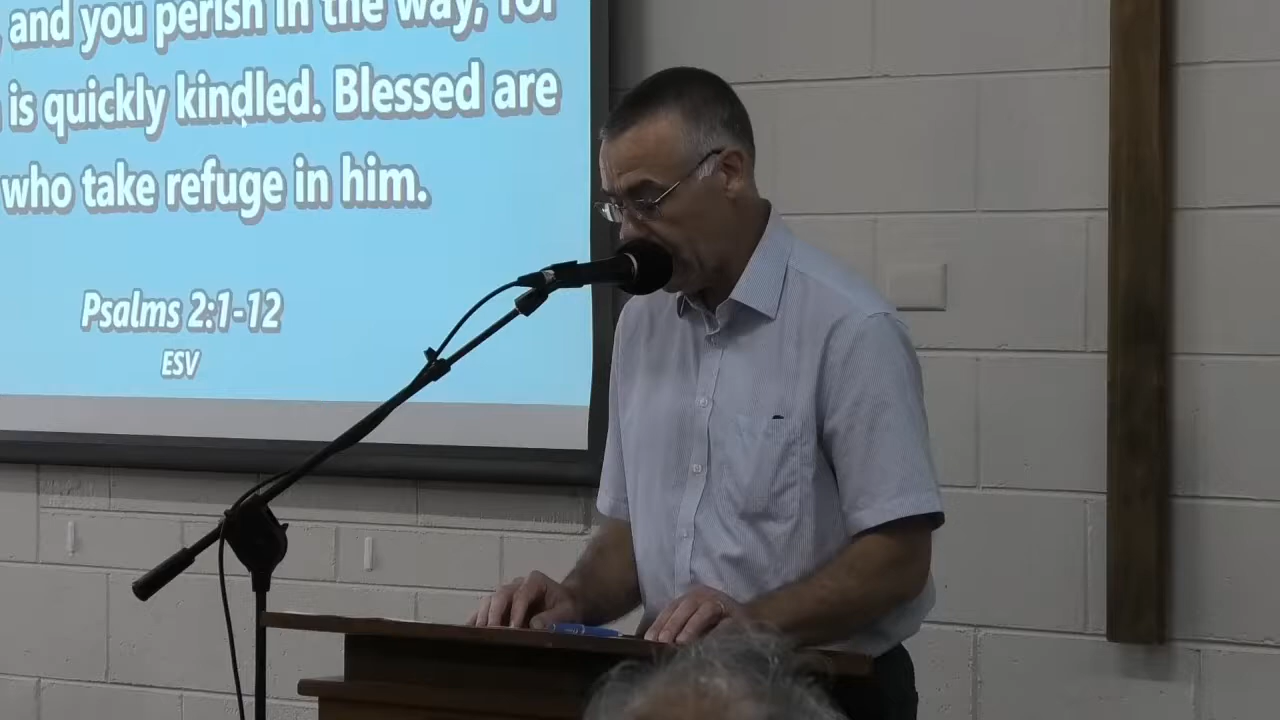 , and you perish in the way, for
is quickly kindled. Blessed are
who take refuge in him.
Psalms 2:1-12
ESV